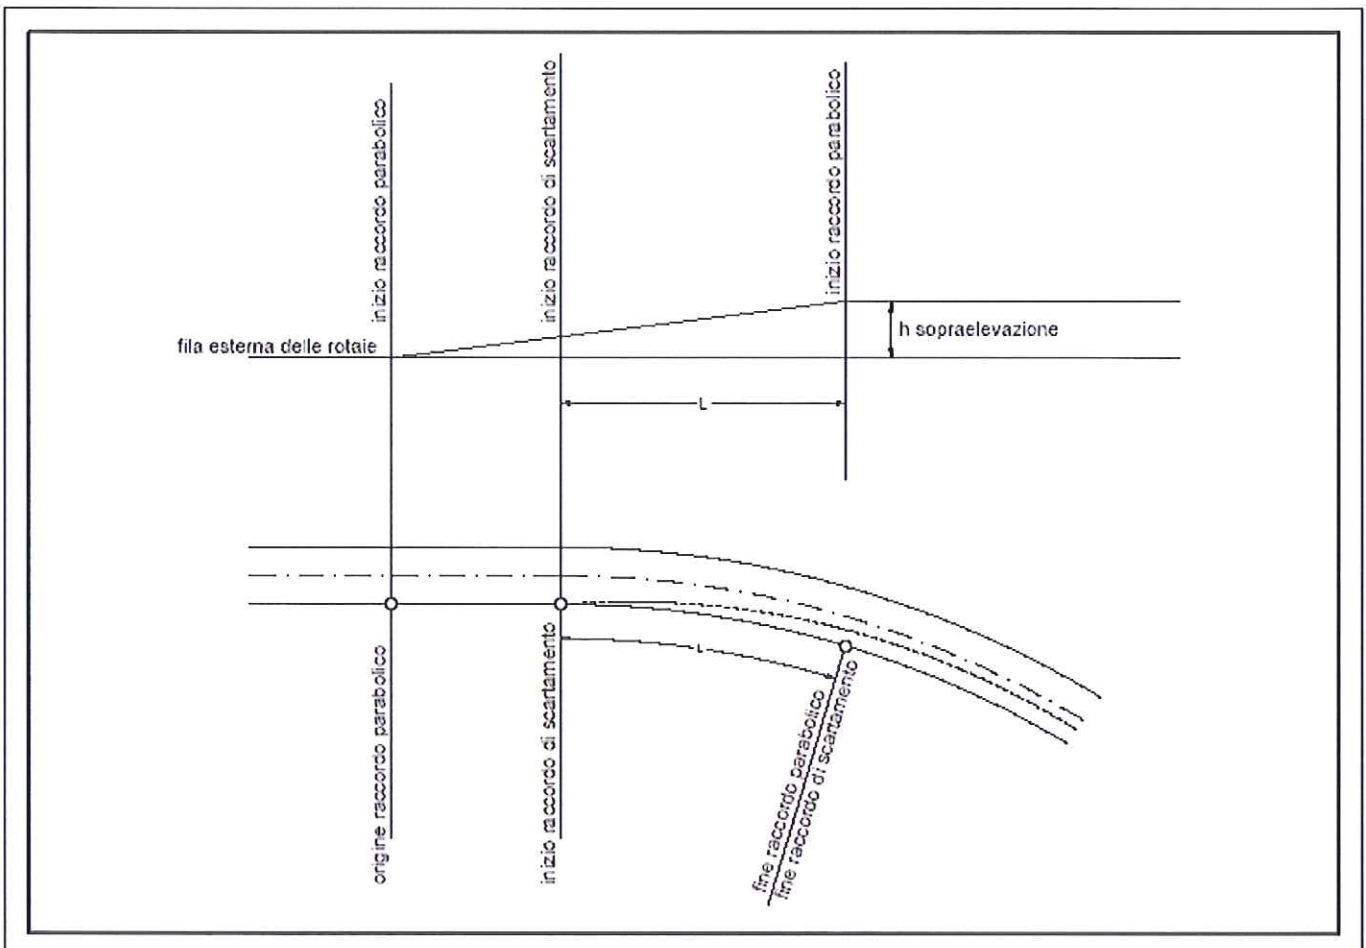 inizio raccordo parabolico
inizio raccordo di scartamento
inizio raccordo parabolico
fila esterna delle rotaie
h sopraelevazione
L
L
origine raccordo parabolico
inizio raccordo di scartamento
fine raccordo parabolico
fine raccordo di scartamento